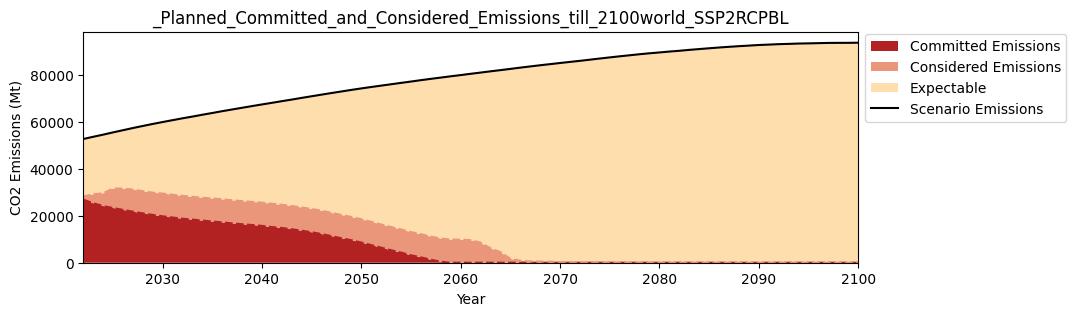 _Planned_Committed_and_Considered_Emissions_till_2100world_SSP2RCPBL
CO2 Emissions (Mt)
80000
60000
40000
20000
0
2030 2040 2050 2060 2070 2080 2090 2100
Year
Committed Emissions
Considered Emissions
Expectable
Scenario Emissions